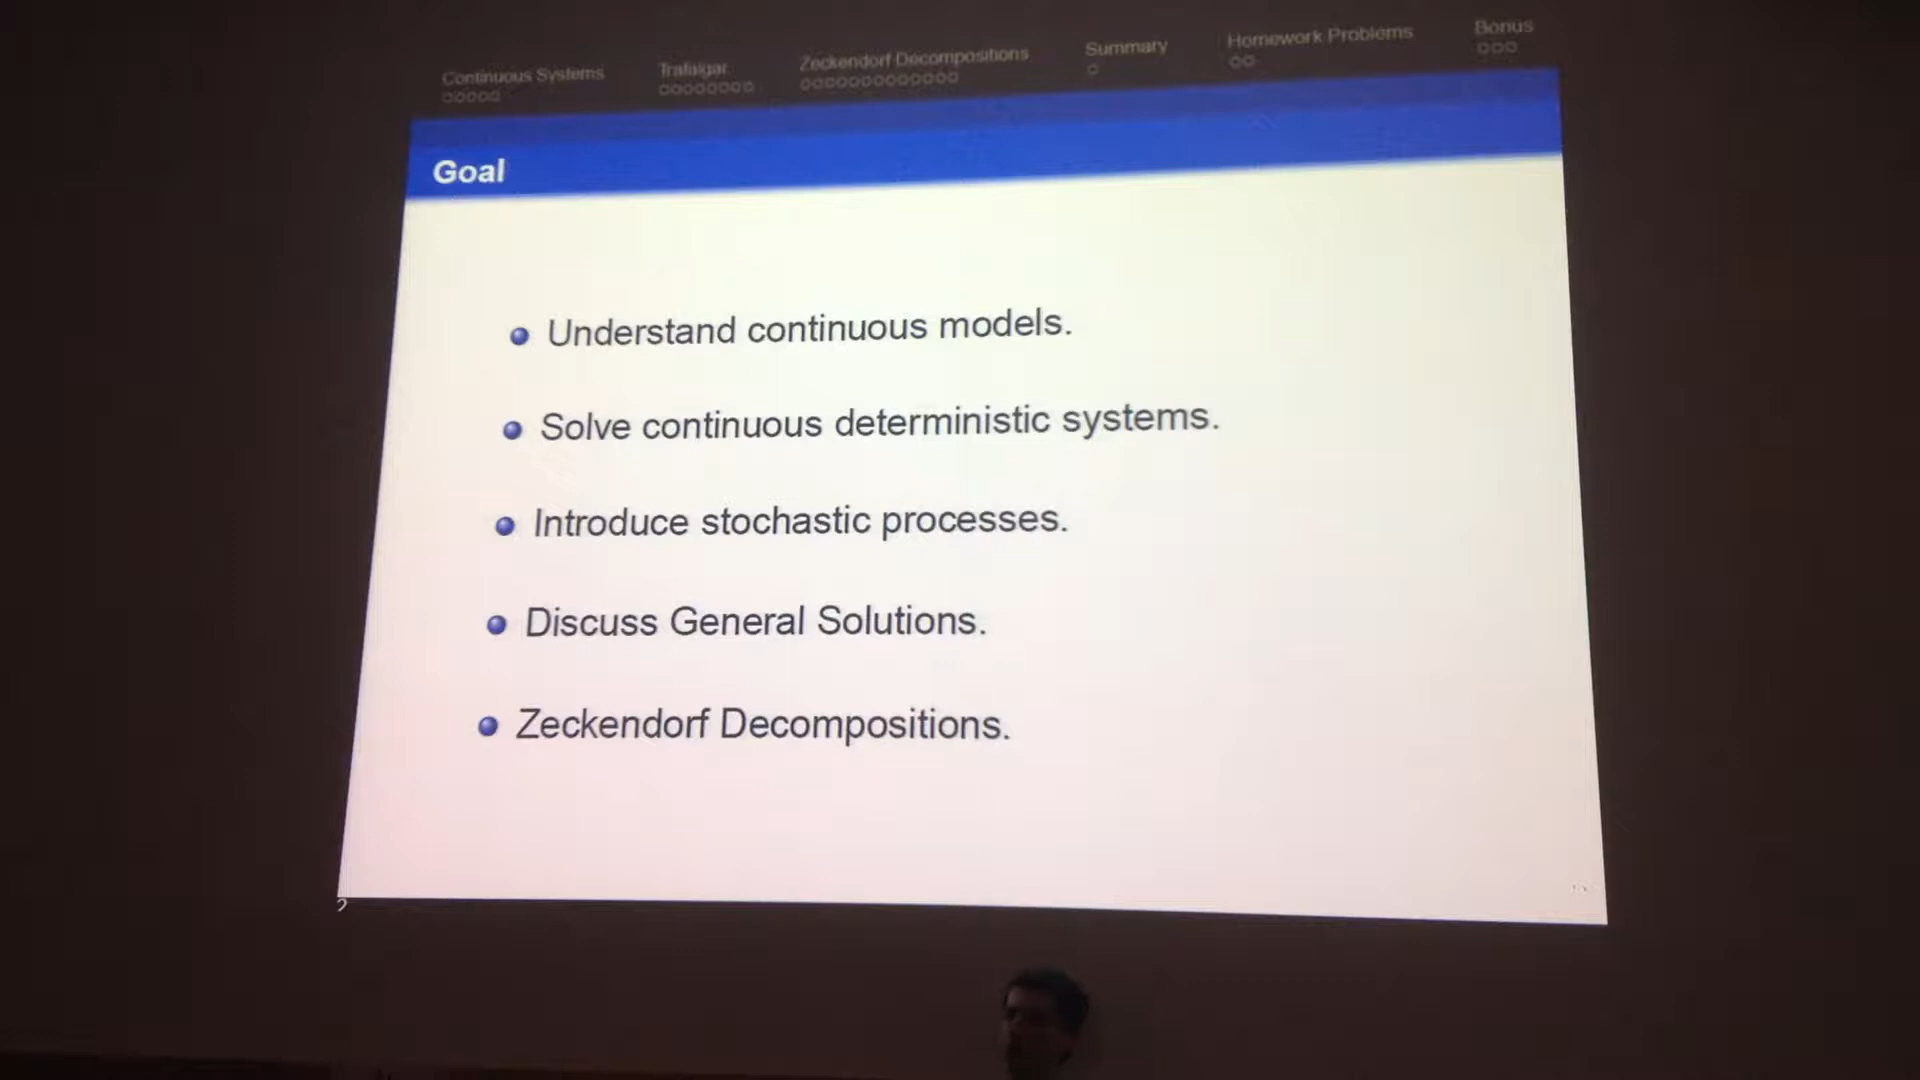 Continuous Systems Trafalgar Zeckendorf Decompositions Summary Homework Problems Bonus
Goal
Understand continuous models.
Solve continuous deterministic systems.
Introduce stochastic processes.
Discuss General Solutions.
Zeckendorf Decompositions.
2